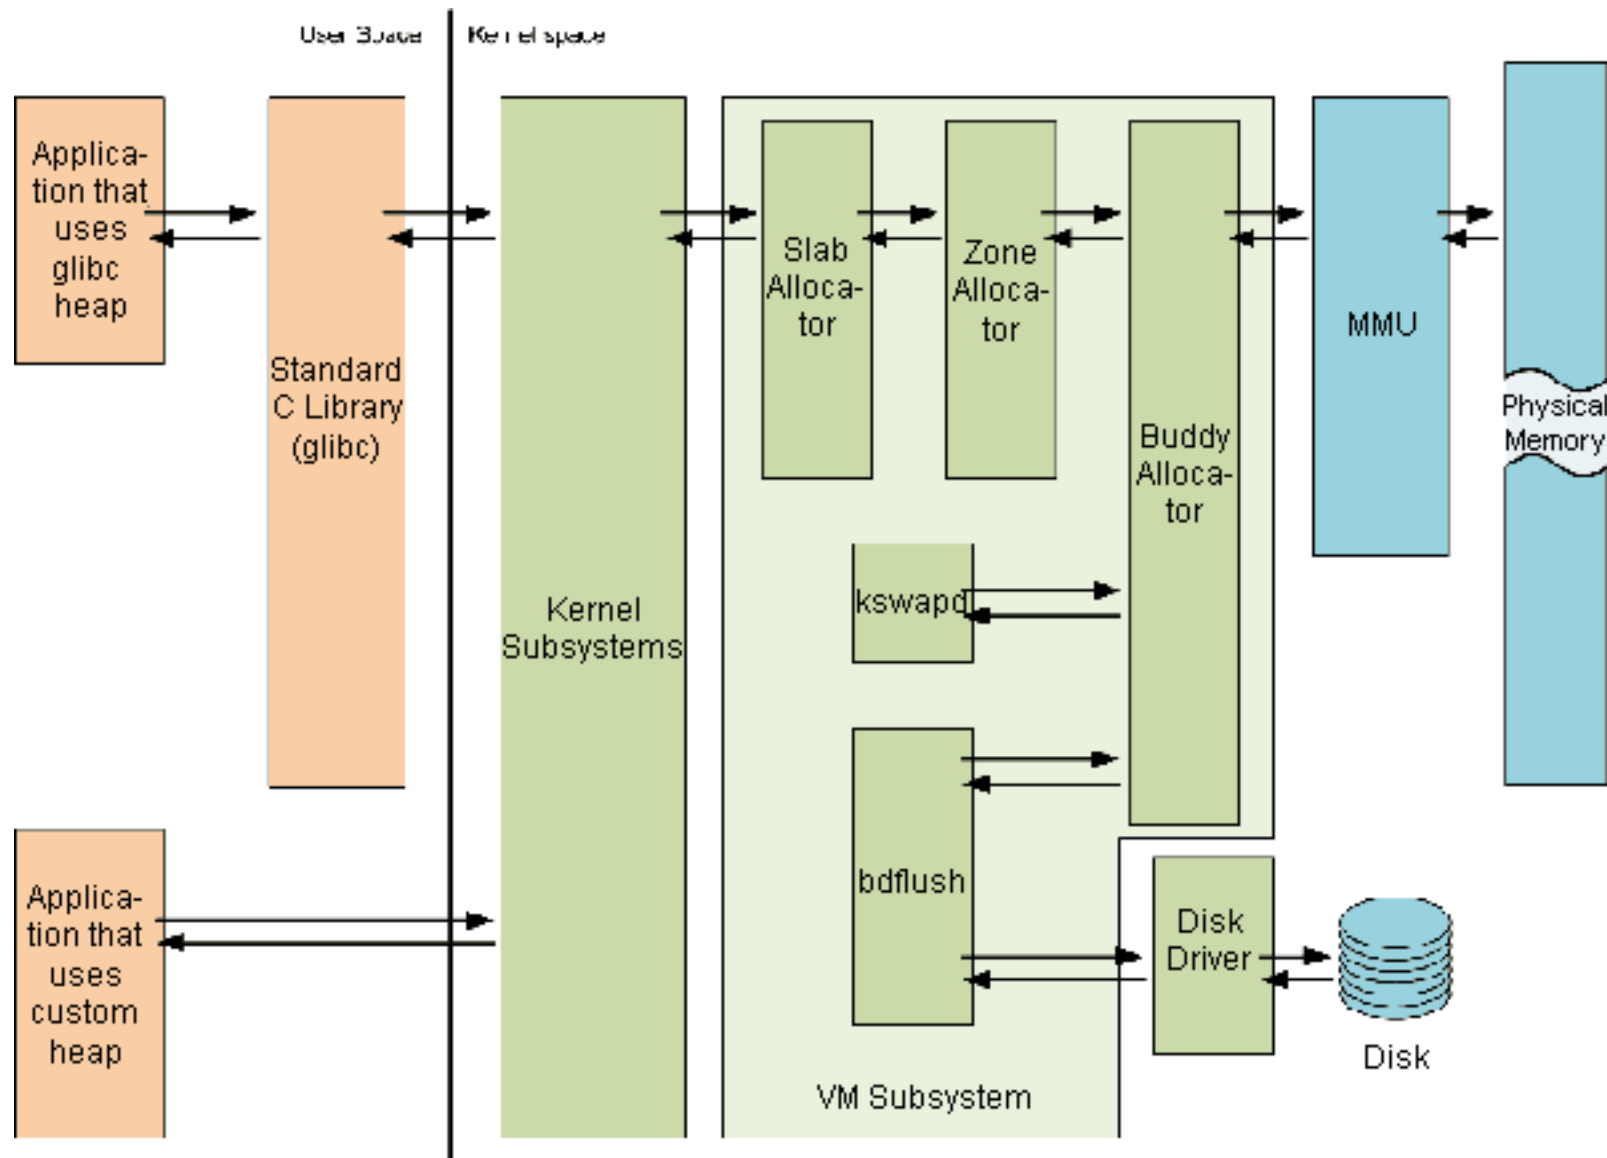 User Space
Kernel space
Applica-
tion that
uses
glibc
heap
Standard
C Library
(glibc)
Kernel
Subsystems
Slab
Alloca-
tor
Zone
Alloca-
tor
Buddy
Alloca-
tor
MMU
Physical
Memory
kswapd
bdflush
Applica-
tion that
uses
custom
heap
Disk
Driver
Disk
VM Subsystem